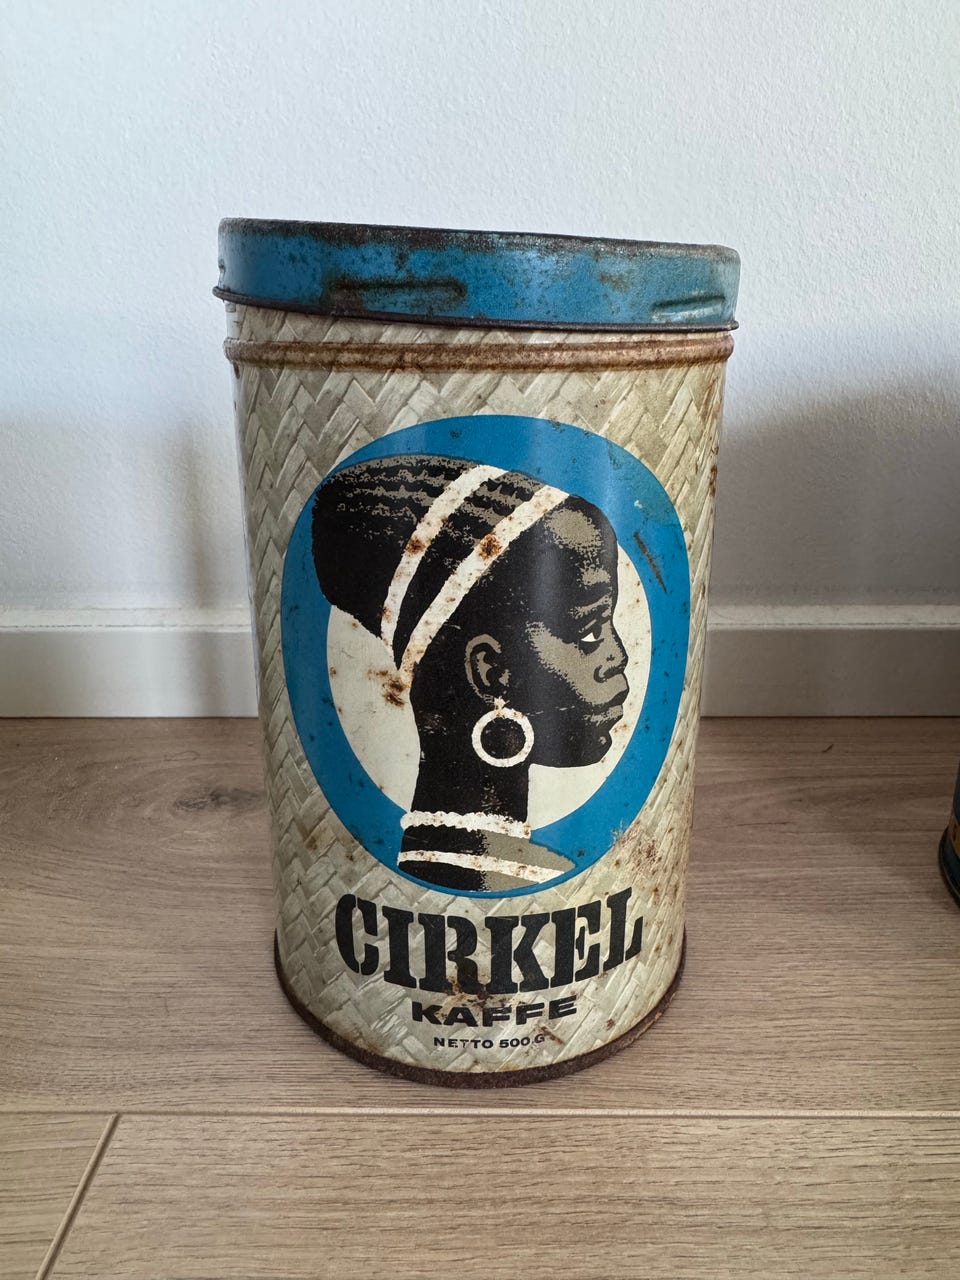 CIRKEL
KAFFE
NETTO 500 G